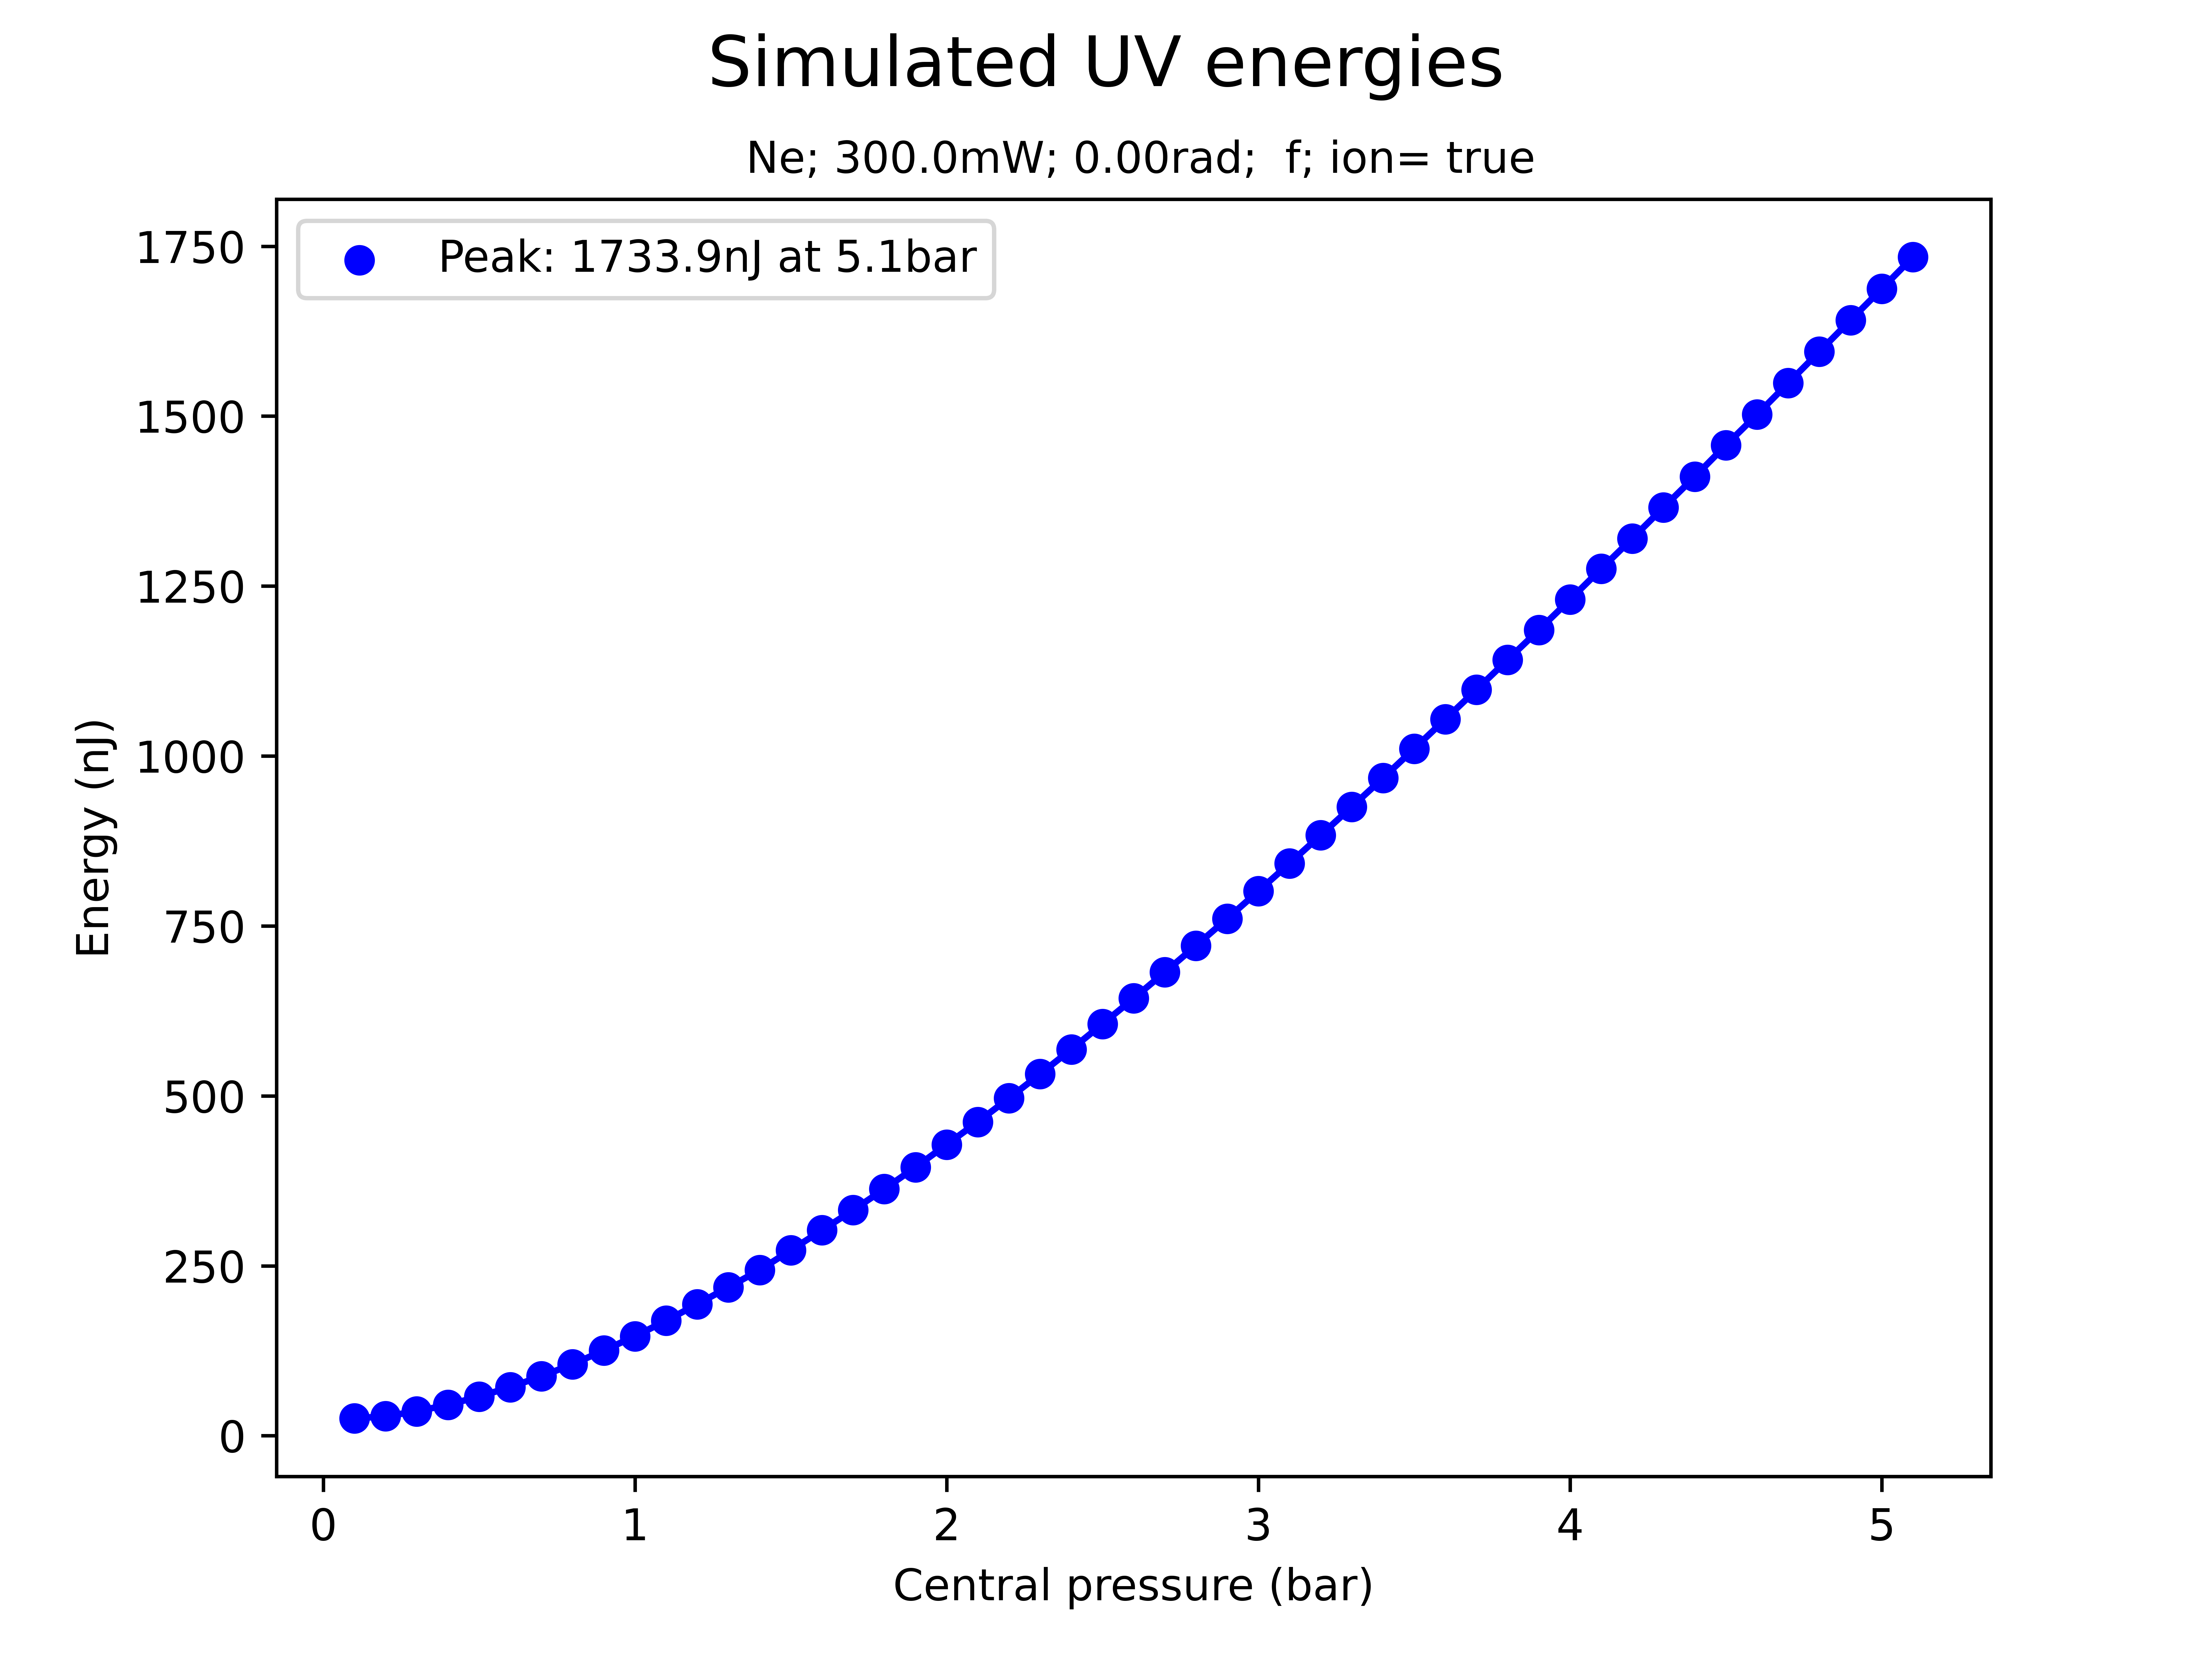 Simulated UV energies
Ne; 300.0mW; 0.00rad;  f; ion= true
Peak: 1733.9nJ at 5.1bar
1750
1500
1250
1000
750
500
250
0
Energy (nJ)
0 1 2 3 4 5
Central pressure (bar)